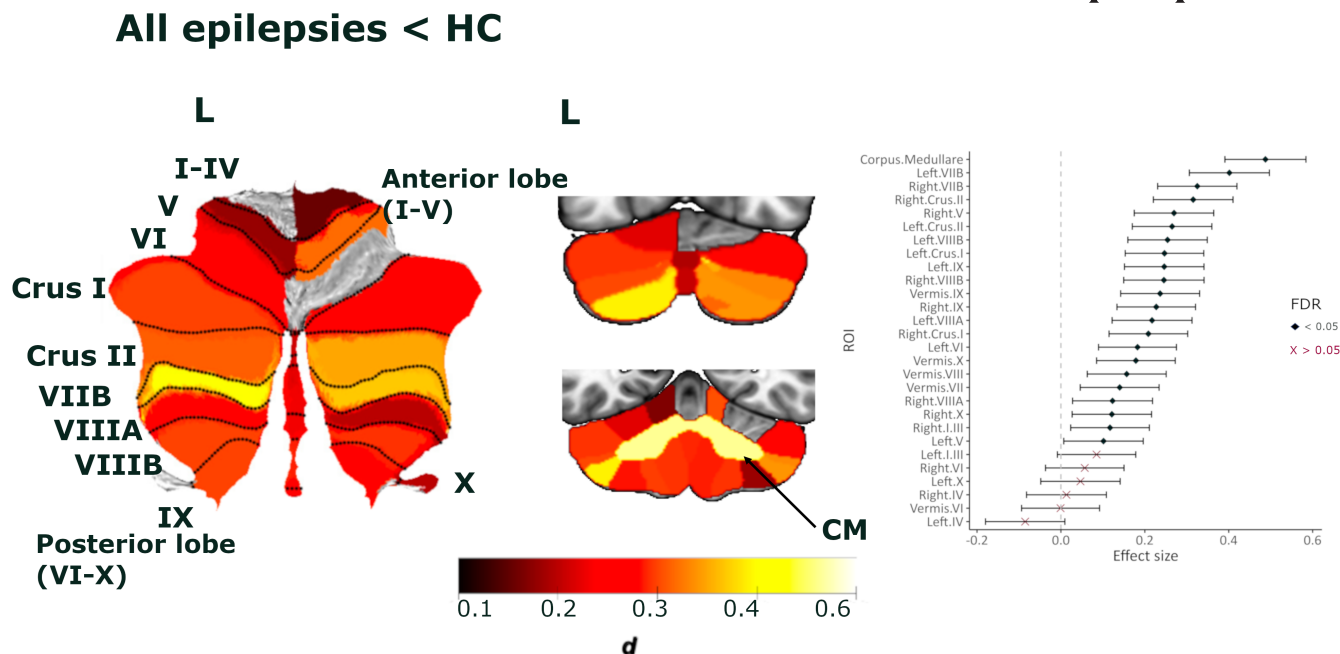 All epilepsies < HC
L
L
I-IV
V
VI
Crus I
Crus II
VIIB
VIIIA
VIIIB
IX
Posterior lobe
(VI-X)
Anterior lobe
(I-V)
X
CM
0.1 0.2 0.3 0.4 0.6
d
ROI
Corpus.Medullare
Left.VIIB
Right.VIIB
Right.Crus.II
Right.V
Left.Crus.II
Left.VIIIB
Left.Crus.I
Left.IX
Right.VIIIB
Vermis.IX
Right.IX
Left.VIIIA
Right.Crus.I
Left.VI
Vermis.X
Vermis.VIII
Vermis.VII
Right.VIIIA
Right.X
Right.I.III
Left.V
Left.I.III
Right.VI
Left.X
Right.IV
Vermis.VI
Left.IV
-0.2 0.0 0.2 0.4 0.6
Effect size
FDR
< 0.05
> 0.05